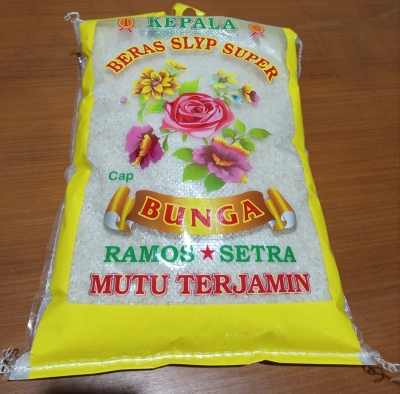 KEPALA
BERAS SLYP SUPER
Cap
BUNGA
RAMOS ★ SETRA
MUTU TERJAMIN